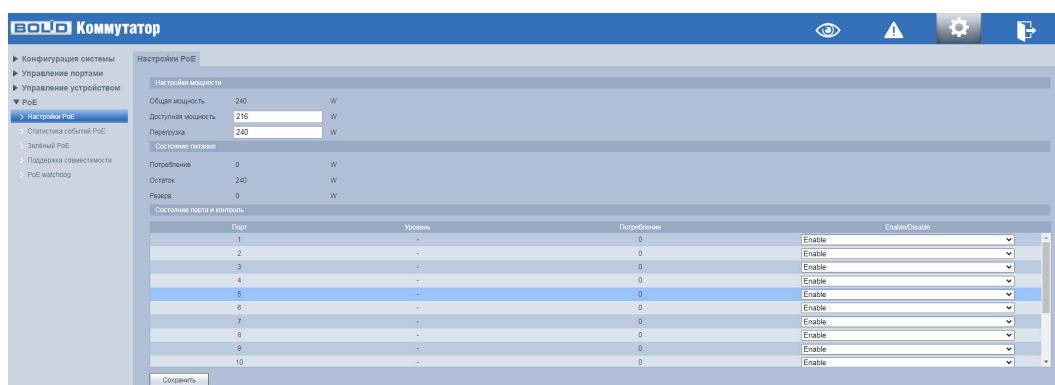 BOLID Коммутатор
Конфигурация системы
Управление портами
Управление устройством
PoE
Настройки PoE
Статистика событий PoE
Зелёный PoE
Поддержка совместимости
PoE watchdog
Настройки PoE
Настройки мощности
Общая мощность 240 W
Доступная мощность 216 W
Перегрузка 240 W
Состояние питания
Потребление 0 W
Остаток 240 W
Резерв 0 W
Состояние порта и контроль
Порт Уровень Потребление Enable/Disable
1 - 0 Enable
2 - 0 Enable
3 - 0 Enable
4 - 0 Enable
5 - 0 Enable
6 - 0 Enable
7 - 0 Enable
8 - 0 Enable
9 - 0 Enable
10 - 0 Enable
Сохранить